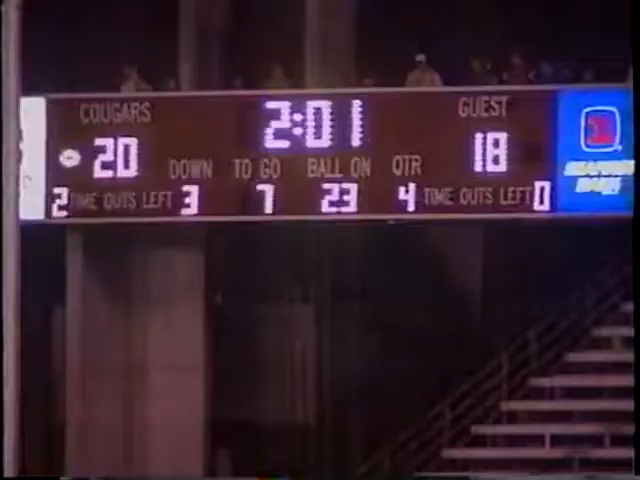 COUGARS 2:01 GUEST
20 18
DOWN TO GO BALL ON QTR
2 TIME OUTS LEFT 3 7 23 4 TIME OUTS LEFT 0